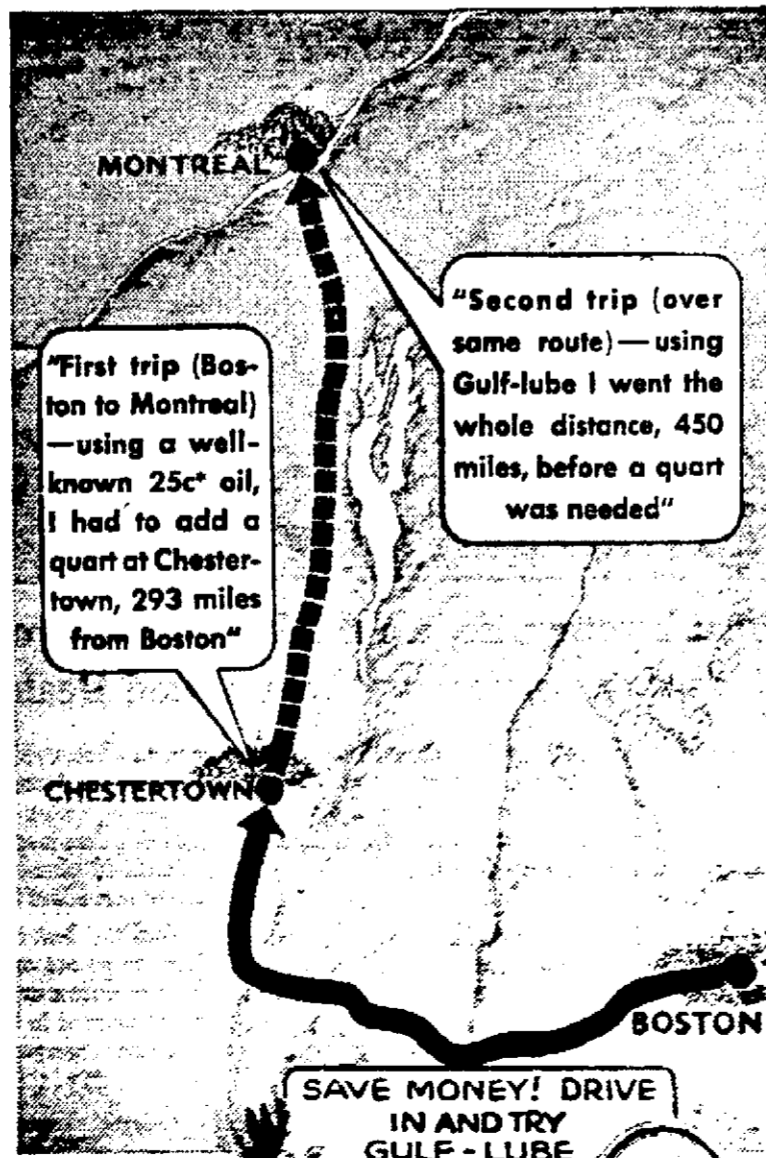 MONTREAL
"Second trip (over
same route)—using
Gulf-lube I went the
whole distance, 450
miles, before a quart
was needed"
"First trip (Bos-
ton to Montreal)
—using a well-
known 25c* oil,
I had to add a
quart at Chester-
town, 293 miles
from Boston"
CHESTERTOWN
BOSTON
SAVE MONEY! DRIVE
IN AND TRY
GULF-LUBE